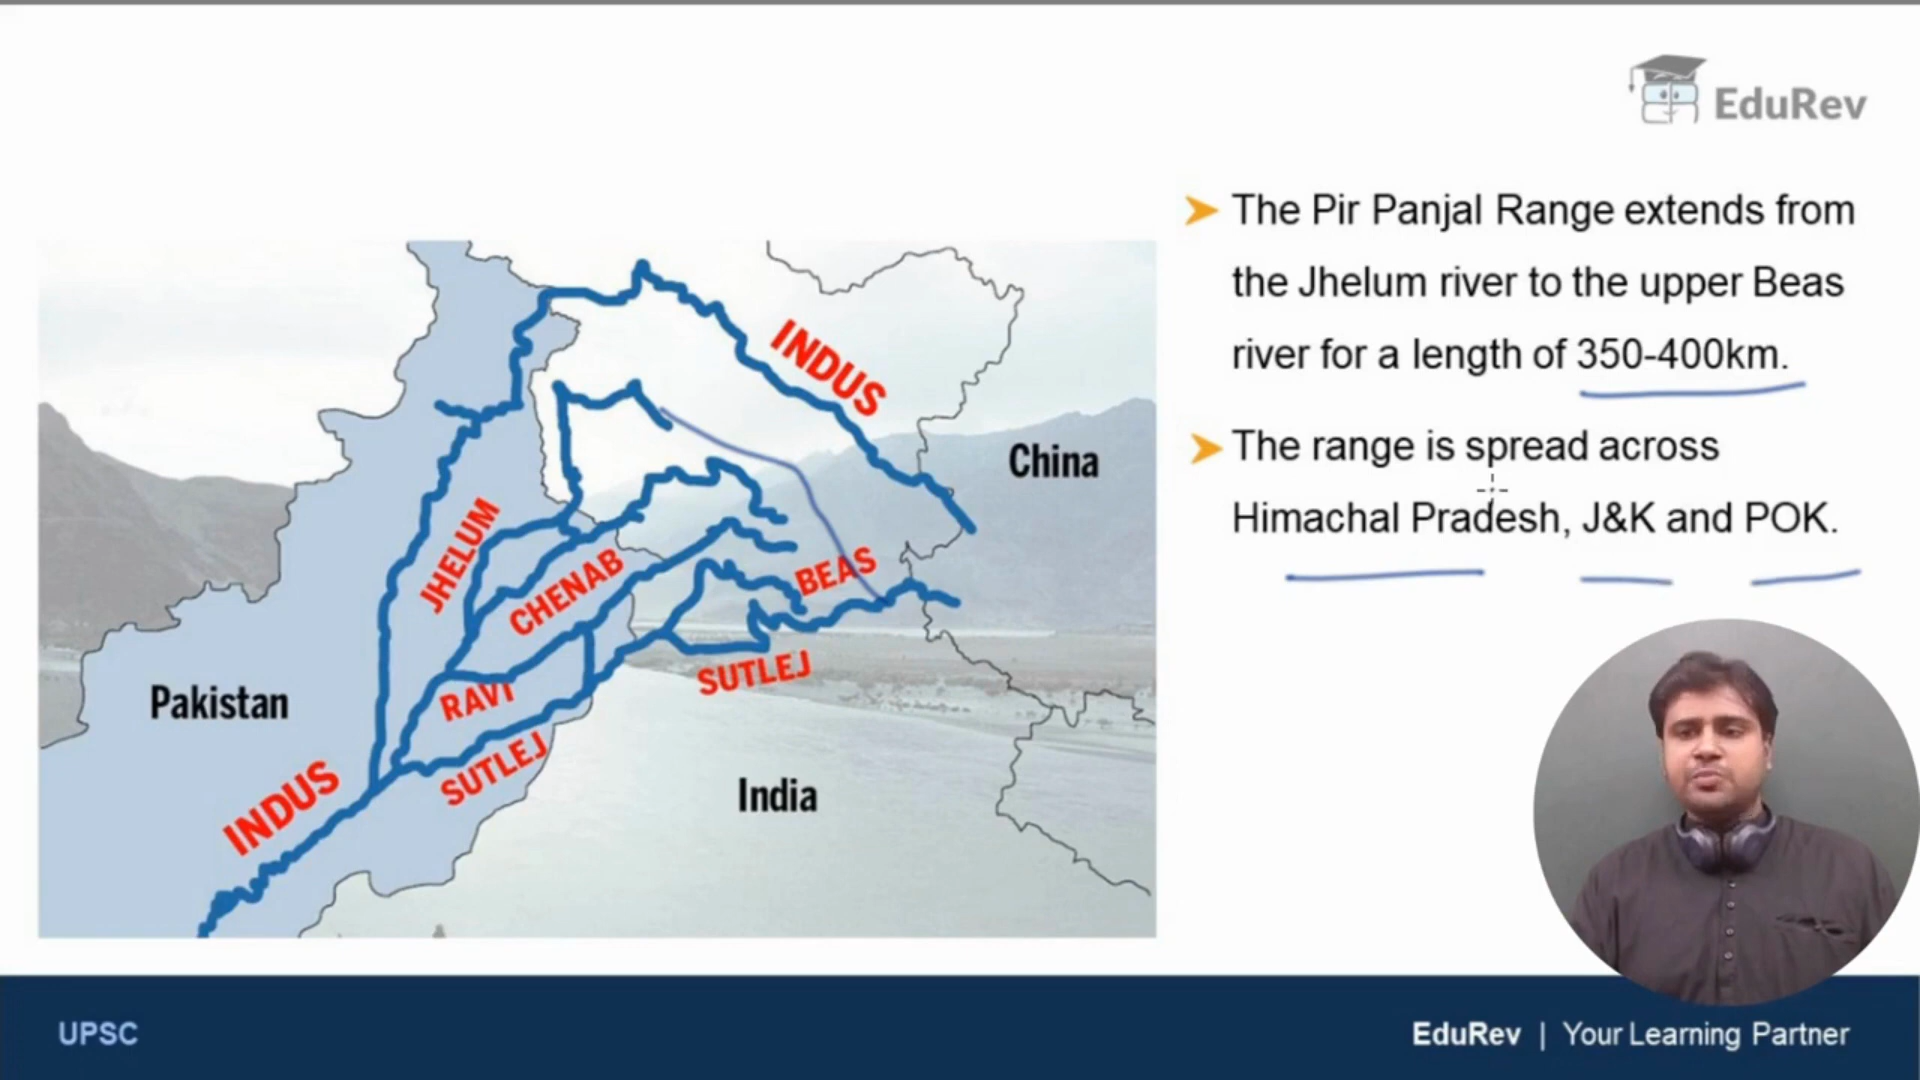 EduRev
The Pir Panjal Range extends from
the Jhelum river to the upper Beas
river for a length of 350-400km.
The range is spread across
Himachal Pradesh, J&K and POK.
INDUS
China
JHELUM
CHENAB
BEAS
SUTLEJ
Pakistan
RAVI
SUTLEJ
INDUS
India
UPSC
EduRev | Your Learning Partner